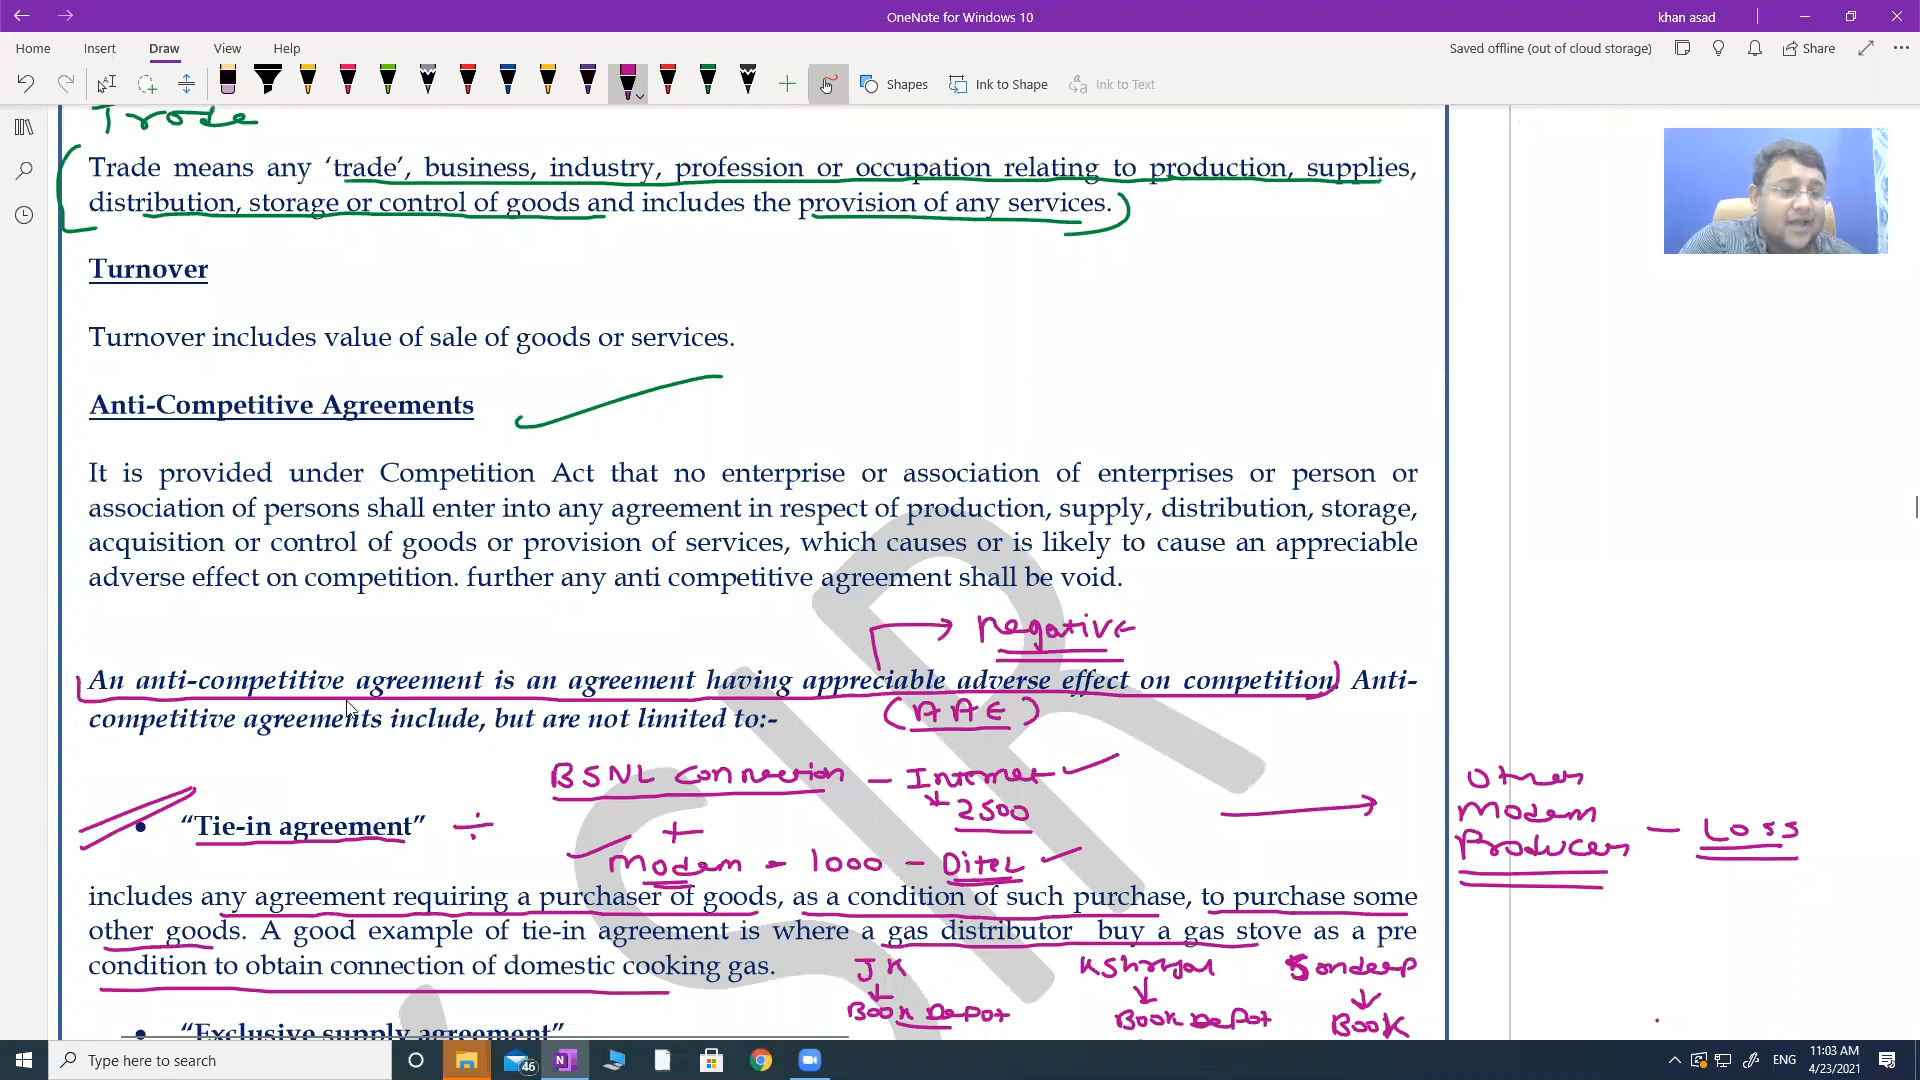 OneNote for Windows 10
khan asad
Home Insert Draw View Help
Saved offline (out of cloud storage)
Share
Shapes
Ink to Shape
Ink to Text
Trade
Trade means any ‘trade’, business, industry, profession or occupation relating to production, supplies,
distribution, storage or control of goods and includes the provision of any services.
Turnover
Turnover includes value of sale of goods or services.
Anti-Competitive Agreements
It is provided under Competition Act that no enterprise or association of enterprises or person or
association of persons shall enter into any agreement in respect of production, supply, distribution, storage,
acquisition or control of goods or provision of services, which causes or is likely to cause an appreciable
adverse effect on competition. further any anti competitive agreement shall be void.
negative
An anti-competitive agreement is an agreement having appreciable adverse effect on competition. Anti-
competitive agreements include, but are not limited to:-
(AAE)
BSNL Connection – Internet
2500
• “Tie-in agreement” ÷
+
Modem - 1000 - Ditel
Other
Modem
Producer – Loss
includes any agreement requiring a purchaser of goods, as a condition of such purchase, to purchase some
other goods. A good example of tie-in agreement is where a gas distributor buy a gas stove as a pre
condition to obtain connection of domestic cooking gas.
JK
Sandeep
Book Depot
Book Depot
Book
• “Exclusive supply agreement”
Type here to search
46
ENG
11:03 AM
4/23/2021